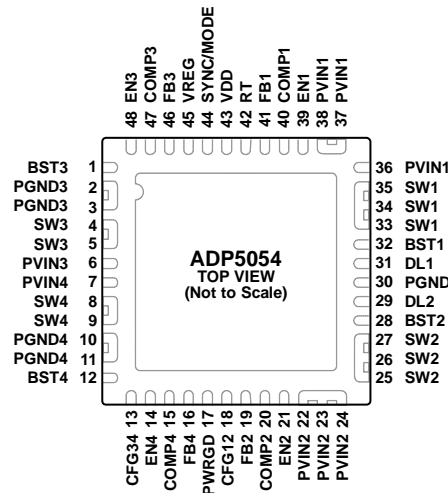 48 EN3
47 COMP3
46 FB3
45 VREG
44 SYNC/MODE
43 VDD
42 RT
41 FB1
40 COMP1
39 EN1
38 PVIN1
37 PVIN1
BST3 1
PGND3 2
PGND3 3
SW3 4
SW3 5
PVIN3 6
PVIN4 7
SW4 8
SW4 9
PGND4 10
PGND4 11
BST4 12
ADP5054
TOP VIEW
(Not to Scale)
36 PVIN1
35 SW1
34 SW1
33 SW1
32 BST1
31 DL1
30 PGND
29 DL2
28 BST2
27 SW2
26 SW2
25 SW2
CFG34 13
EN4 14
COMP4 15
FB4 16
PWRGD 17
CFG12 18
FB2 19
COMP2 20
EN2 21
PVIN2 22
PVIN2 23
PVIN2 24